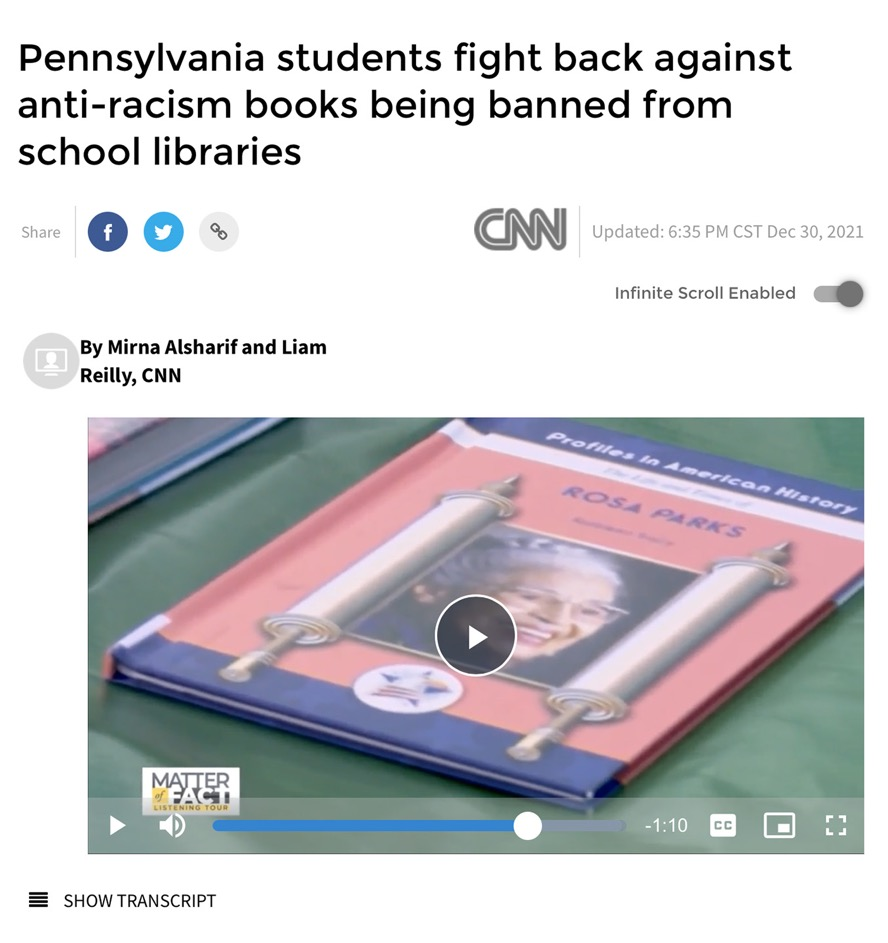 Pennsylvania students fight back against
anti-racism books being banned from
school libraries
Share
CNN
Updated: 6:35 PM CST Dec 30, 2021
Infinite Scroll Enabled
By Mirna Alsharif and Liam
Reilly, CNN
Profiles in American History
The Life and Times of
ROSA PARKS
MATTER
of FACT
LISTENING TOUR
-1:10
CC
SHOW TRANSCRIPT